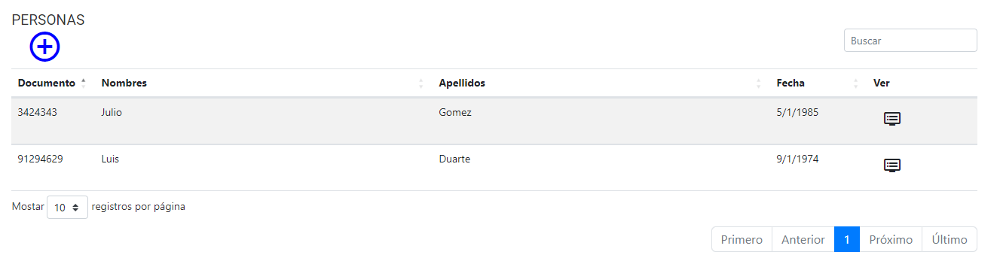 PERSONAS
Buscar
Documento Nombres Apellidos Fecha Ver
3424343 Julio Gomez 5/1/1985
91294629 Luis Duarte 9/1/1974
Mostar 10 registros por página
Primero Anterior 1 Próximo Último